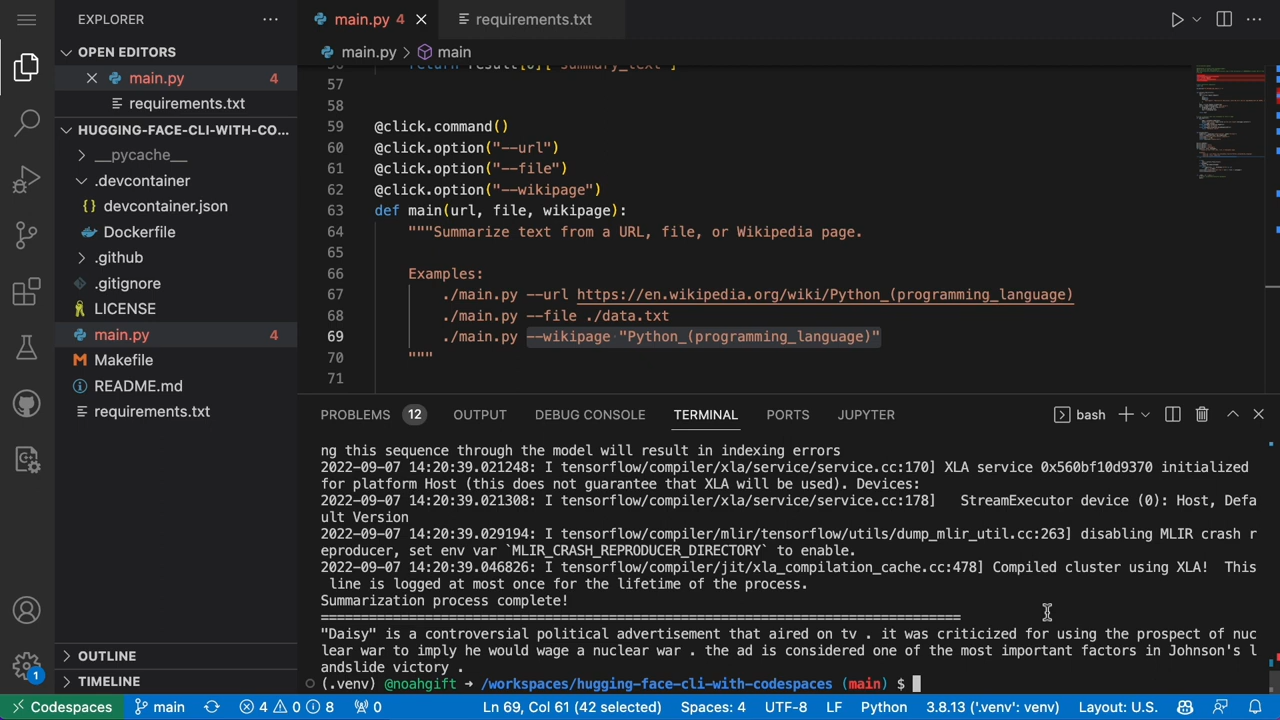 EXPLORER
main.py 4
requirements.txt
OPEN EDITORS
main.py > main
main.py 4
requirements.txt
HUGGING-FACE-CLI-WITH-CO...
__pycache__
.devcontainer
devcontainer.json
Dockerfile
.github
.gitignore
LICENSE
main.py 4
Makefile
README.md
requirements.txt
OUTLINE
TIMELINE
return result[0]["summary_text"]
57
58
59 @click.command()
60 @click.option("--url")
61 @click.option("--file")
62 @click.option("--wikipage")
63 def main(url, file, wikipage):
64 """Summarize text from a URL, file, or Wikipedia page.
65
66 Examples:
67 ./main.py --url https://en.wikipedia.org/wiki/Python_(programming_language)
68 ./main.py --file ./data.txt
69 ./main.py --wikipage "Python_(programming_language)"
70 """
71
PROBLEMS 12 OUTPUT DEBUG CONSOLE TERMINAL PORTS JUPYTER bash
ng this sequence through the model will result in indexing errors
2022-09-07 14:20:39.021248: I tensorflow/compiler/xla/service/service.cc:170] XLA service 0x560bf10d9370 initialized
for platform Host (this does not guarantee that XLA will be used). Devices:
2022-09-07 14:20:39.021308: I tensorflow/compiler/xla/service/service.cc:178]   StreamExecutor device (0): Host, Defa
ult Version
2022-09-07 14:20:39.029194: I tensorflow/compiler/mlir/tensorflow/utils/dump_mlir_util.cc:263] disabling MLIR crash r
eproducer, set env var `MLIR_CRASH_REPRODUCER_DIRECTORY` to enable.
2022-09-07 14:20:39.046826: I tensorflow/compiler/jit/xla_compilation_cache.cc:478] Compiled cluster using XLA!  This
line is logged at most once for the lifetime of the process.
Summarization process complete!
================================================================================
"Daisy" is a controversial political advertisement that aired on tv . it was criticized for using the prospect of nuc
lear war to imply he would wage a nuclear war . the ad is considered one of the most important factors in Johnson's l
andslide victory .
(.venv) @noahgift → /workspaces/hugging-face-cli-with-codespaces (main) $
1
Codespaces main 4 0 8 0 Ln 69, Col 61 (42 selected) Spaces: 4 UTF-8 LF Python 3.8.13 ('.venv': venv) Layout: U.S.